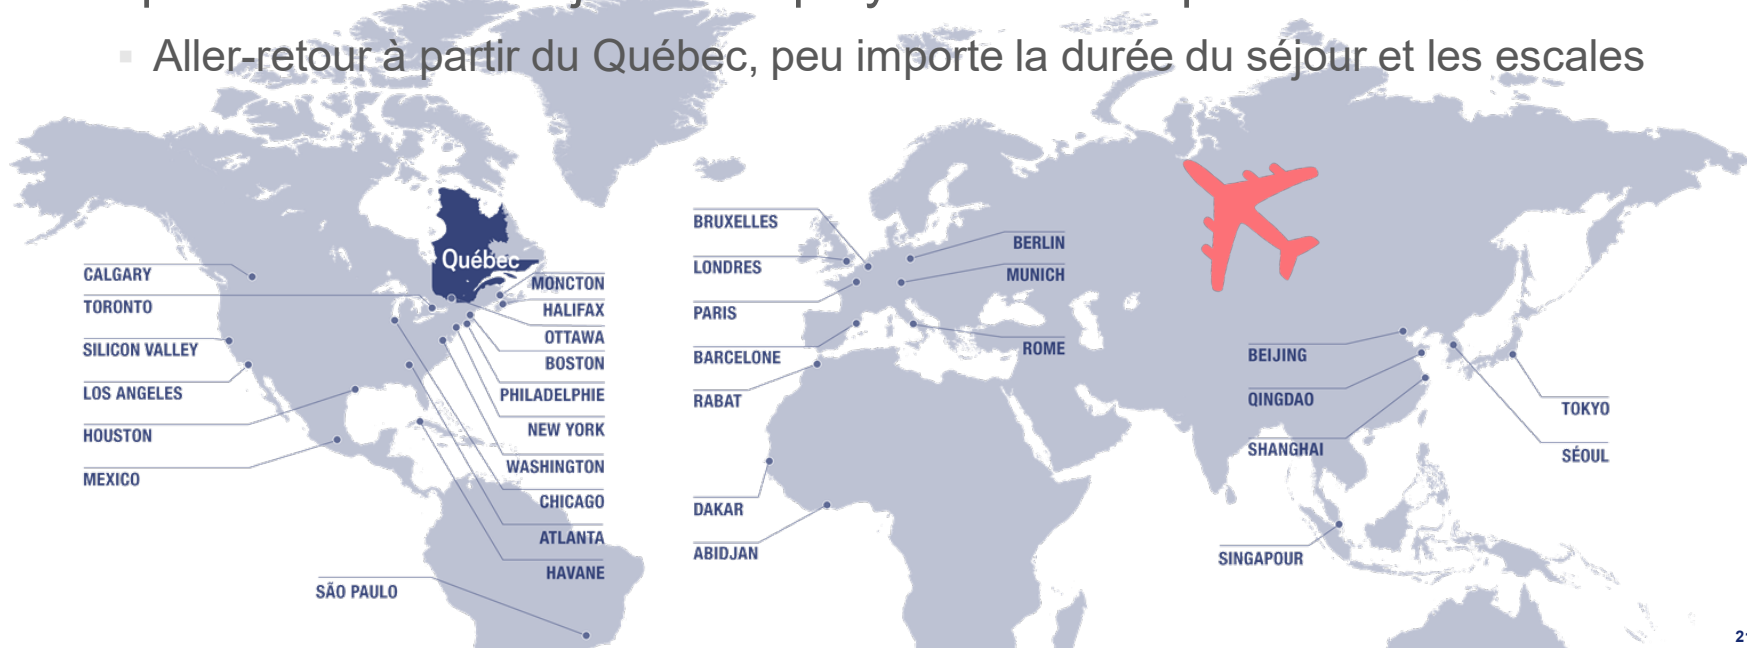 Aller-retour à partir du Québec, peu importe la durée du séjour et les escales
Québec
CALGARY
TORONTO
SILICON VALLEY
LOS ANGELES
HOUSTON
MEXICO
SÃO PAULO
MONCTON
HALIFAX
OTTAWA
BOSTON
PHILADELPHIE
NEW YORK
WASHINGTON
CHICAGO
ATLANTA
HAVANE
BRUXELLES
LONDRES
PARIS
BARCELONE
RABAT
DAKAR
ABIDJAN
BERLIN
MUNICH
ROME
BEIJING
QINGDAO
SHANGHAI
SINGAPOUR
TOKYO
SÉOUL